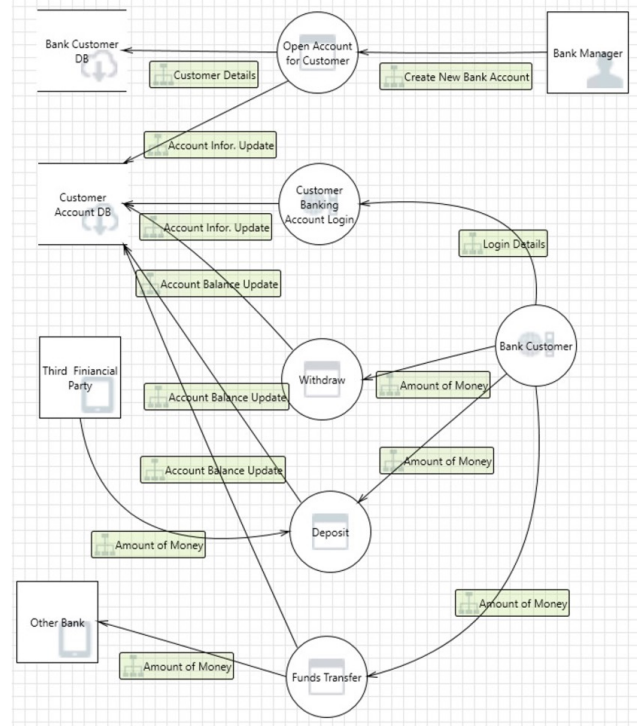 Bank Customer
DB
Open Account
for Customer
Bank Manager
Customer Details
Create New Bank Account
Account Infor. Update
Customer
Account DB
Customer
Banking
Account Login
Account Infor. Update
Login Details
Account Balance Update
Bank Customer
Third Finiancial
Party
Withdraw
Amount of Money
Account Balance Update
Amount of Money
Account Balance Update
Deposit
Amount of Money
Amount of Money
Other Bank
Amount of Money
Funds Transfer